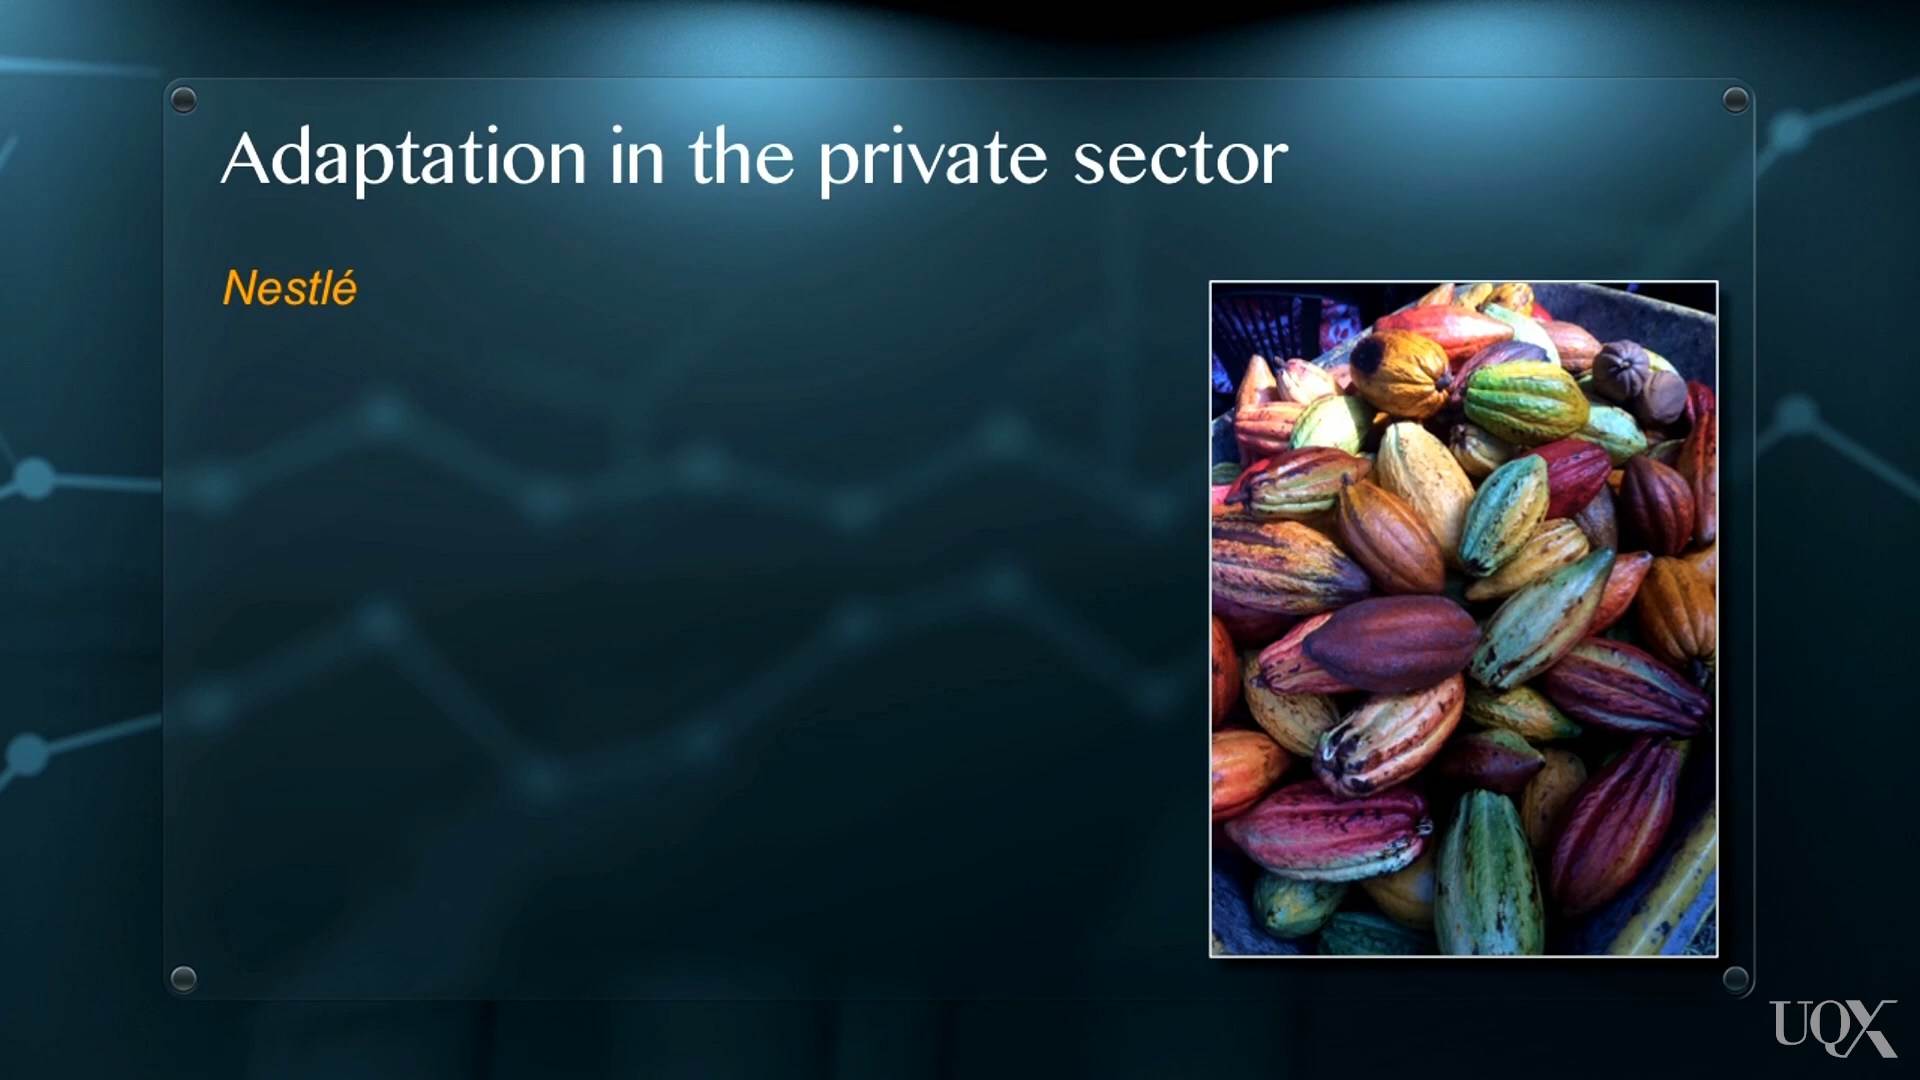 Adaptation in the private sector
Nestlé
UQX